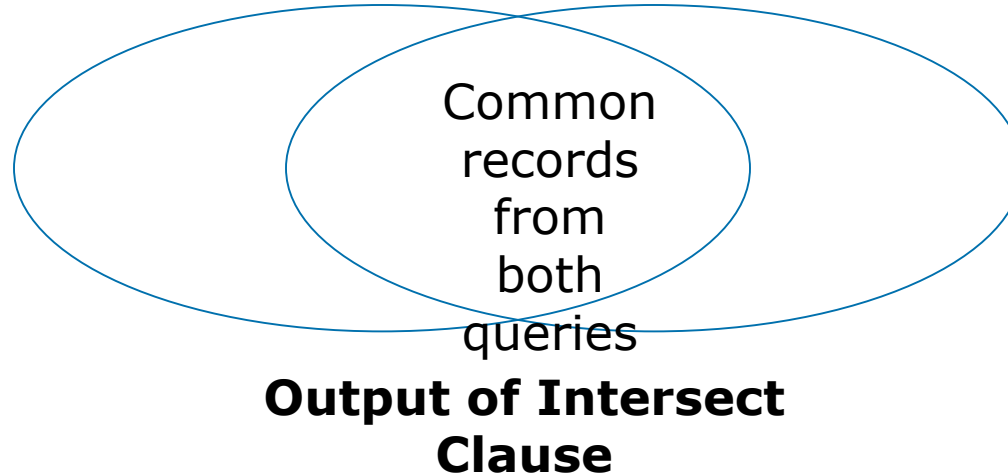 Common
records
from
both
queries
Output of Intersect
Clause